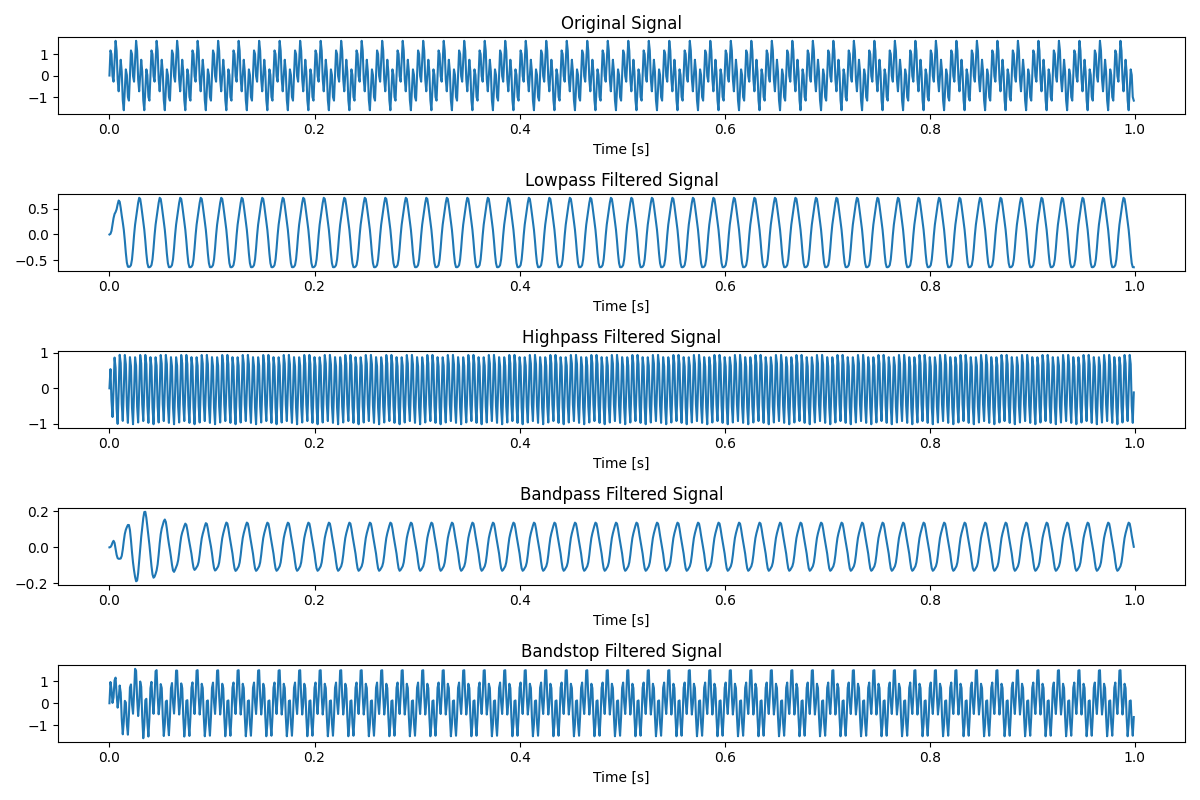 Original Signal
1
0
−1
0.0 0.2 0.4 0.6 0.8 1.0
Time [s]
Lowpass Filtered Signal
0.5
0.0
−0.5
0.0 0.2 0.4 0.6 0.8 1.0
Time [s]
Highpass Filtered Signal
1
0
−1
0.0 0.2 0.4 0.6 0.8 1.0
Time [s]
Bandpass Filtered Signal
0.2
0.0
−0.2
0.0 0.2 0.4 0.6 0.8 1.0
Time [s]
Bandstop Filtered Signal
1
0
−1
0.0 0.2 0.4 0.6 0.8 1.0
Time [s]